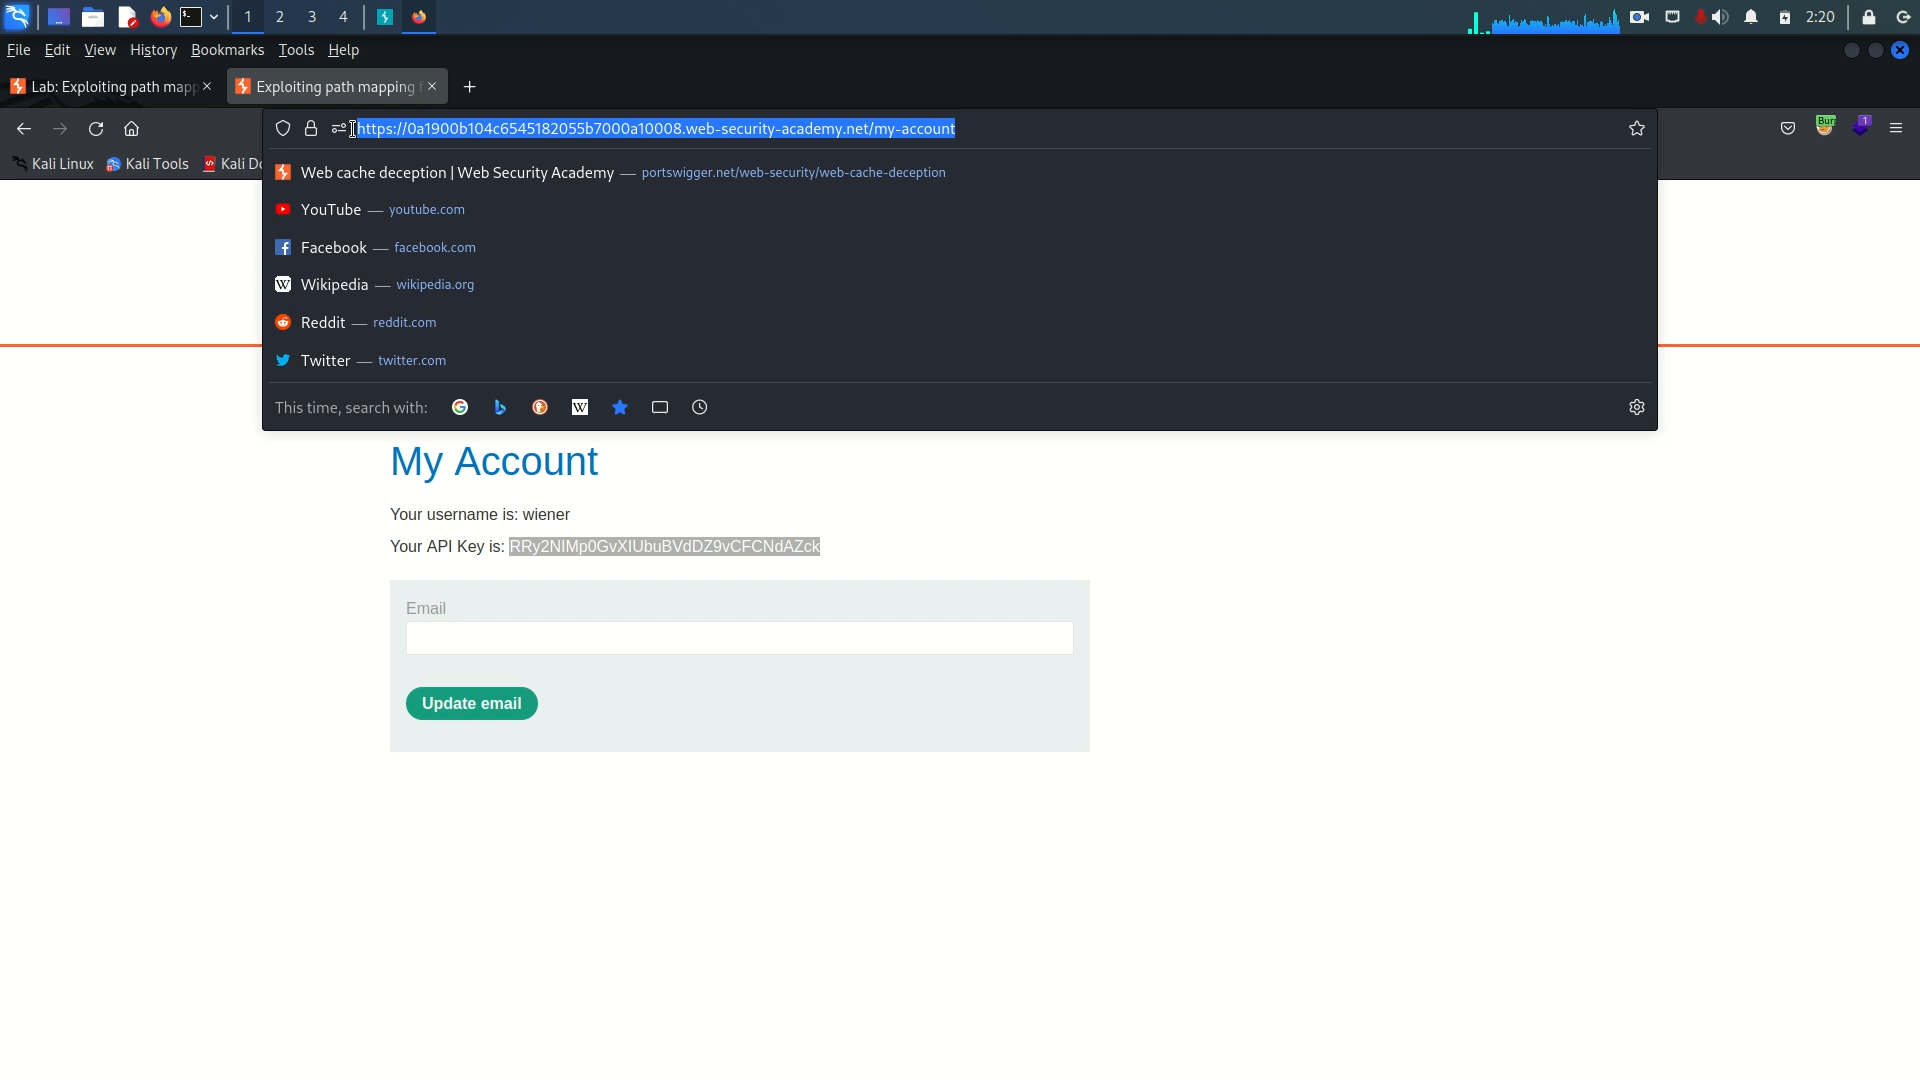 1 2 3 4 2:20
File Edit View History Bookmarks Tools Help
Lab: Exploiting path mapp Exploiting path mapping
https://0a1900b104c6545182055b7000a10008.web-security-academy.net/my-account
Burp 1
Kali Linux Kali Tools Kali Do
Web cache deception | Web Security Academy — portswigger.net/web-security/web-cache-deception
YouTube — youtube.com
Facebook — facebook.com
W Wikipedia — wikipedia.org
Reddit — reddit.com
Twitter — twitter.com
This time, search with: G W
My Account
Your username is: wiener
Your API Key is: RRy2NIMp0GvXIUbuBVdDZ9vCFCNdAZck
Email
Update email